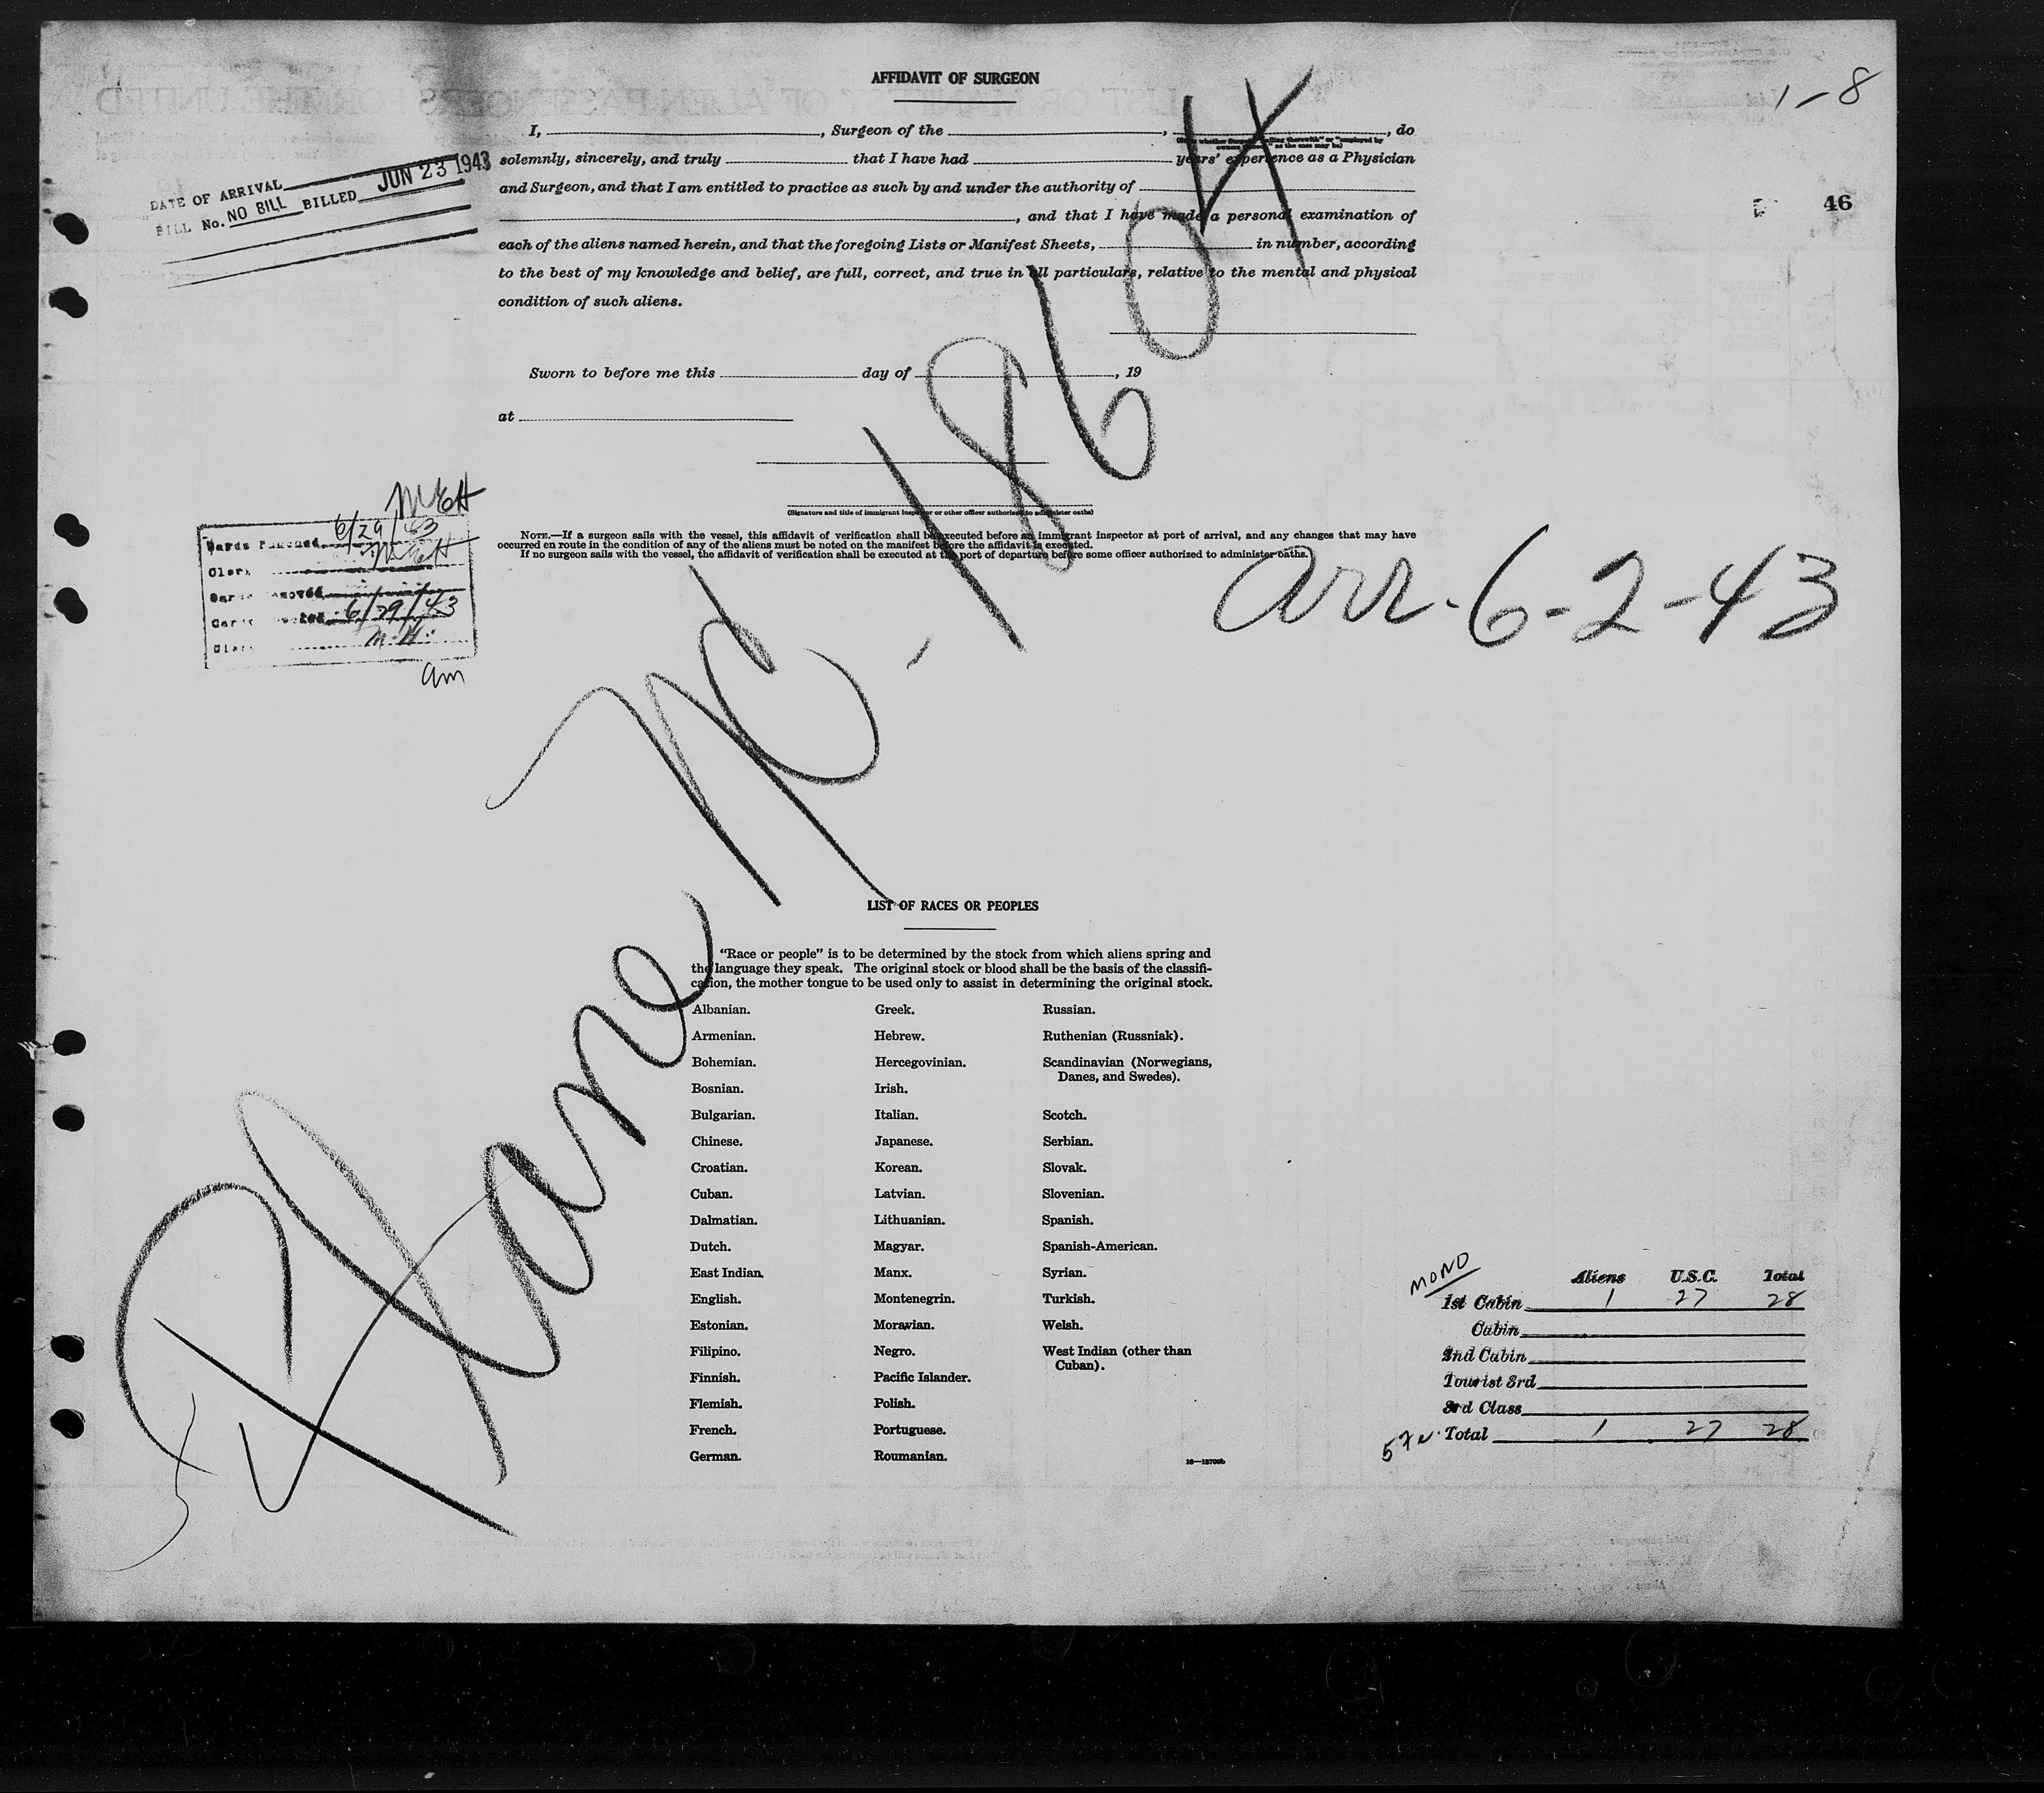 AFFIDAVIT OF SURGEON
1-8
I, , Surgeon of the , , do
owners as the case may be)
solemnly, sincerely, and truly that I have had years' experience as a Physician
and Surgeon, and that I am entitled to practice as such by and under the authority of
, and that I have made a personal examination of
each of the aliens named herein, and that the foregoing Lists or Manifest Sheets, in number, according
to the best of my knowledge and belief, are full, correct, and true in all particulars, relative to the mental and physical
condition of such aliens.
DATE OF ARRIVAL
BILL No. NO BILL BILLED JUN 23 1943
46
Sworn to before me this day of , 19
at
(Signature and title of immigrant inspector or other officer authorized to administer oaths)
NOTE.—If a surgeon sails with the vessel, this affidavit of verification shall be executed before an immigrant inspector at port of arrival, and any changes that may have
occurred en route in the condition of any of the aliens must be noted on the manifest before the affidavit is executed.
If no surgeon sails with the vessel, the affidavit of verification shall be executed at the port of departure before some officer authorized to administer oaths.
MEH
6/29/43
MEH
Clerk
6/29/43
M.H.
am
arr. 6-2-43
Plane NC. 18604
LIST OF RACES OR PEOPLES
"Race or people" is to be determined by the stock from which aliens spring and
the language they speak. The original stock or blood shall be the basis of the classifi-
cation, the mother tongue to be used only to assist in determining the original stock.
Albanian.
Armenian.
Bohemian.
Bosnian.
Bulgarian.
Chinese.
Croatian.
Cuban.
Dalmatian.
Dutch.
East Indian.
English.
Estonian.
Filipino.
Finnish.
Flemish.
French.
German.
Greek.
Hebrew.
Hercegovinian.
Irish.
Italian.
Japanese.
Korean.
Latvian.
Lithuanian.
Magyar.
Manx.
Montenegrin.
Moravian.
Negro.
Pacific Islander.
Polish.
Portuguese.
Roumanian.
Russian.
Ruthenian (Russniak).
Scandinavian (Norwegians,
Danes, and Swedes).
Scotch.
Serbian.
Slovak.
Slovenian.
Spanish.
Spanish-American.
Syrian.
Turkish.
Welsh.
West Indian (other than
Cuban).
MONO
Aliens U.S.C. Total
1st Cabin 1 27 28
Cabin
2nd Cabin
Tourist 3rd
3rd Class
Total 1 27 28